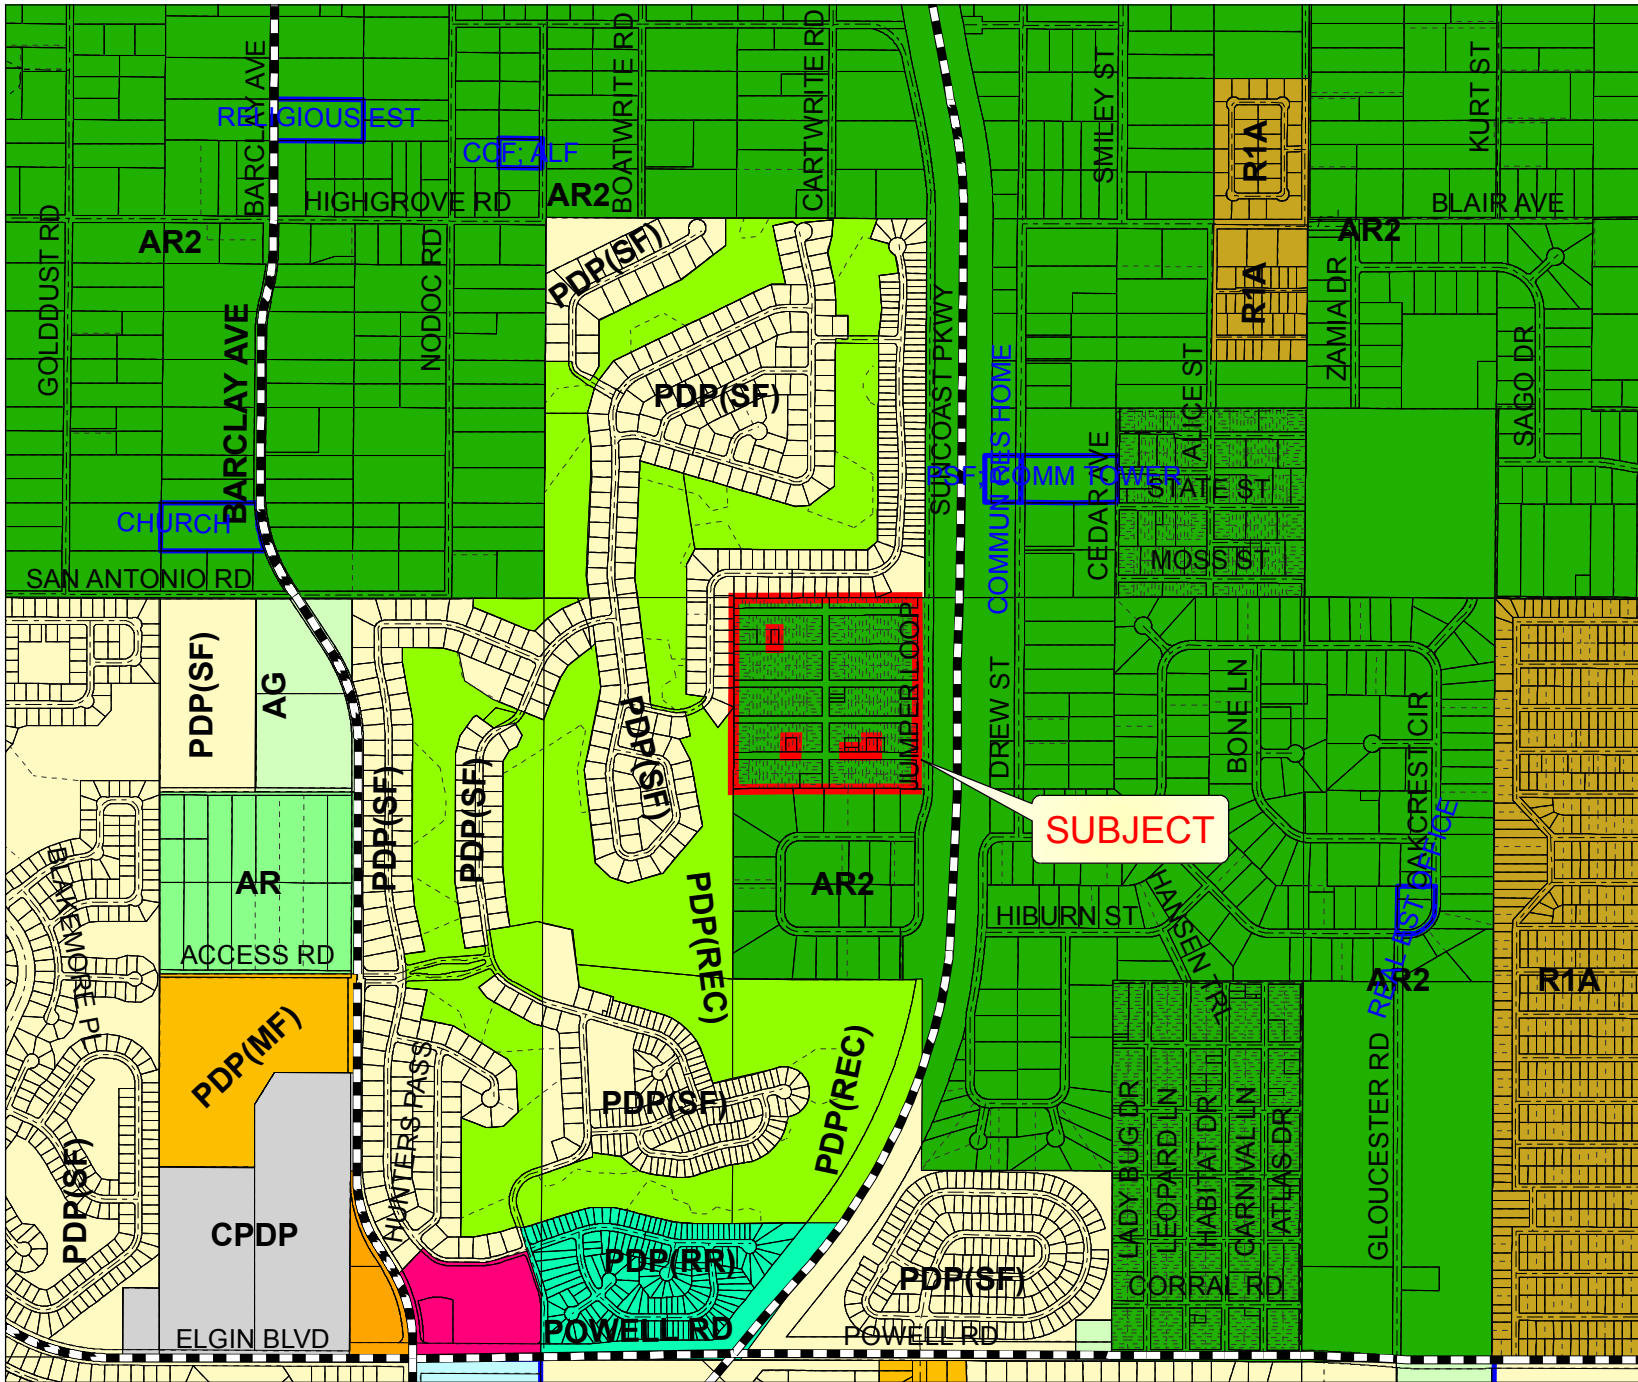 BARCLAY AVE
BOATWRITE RD
CARTWRITE RD
SMILEY ST
KURT ST
RELIGIOUS EST
CCF; ALF
R1A
HIGHGROVE RD
AR2
BLAIR AVE
GOLDDUST RD
AR2
NODOC RD
PDP(SF)
AR2
R1A
ZAMIA DR
SAGO DR
BARCLAY AVE
PDP(SF)
SUNCOAST PKWY
COMMUN RES HOME
ALICE ST
CEDAR AVE
PSF; COMM TOWER
STATE ST
CHURCH
MOSS ST
SAN ANTONIO RD
PDP(SF)
AG
JUMPER LOOP
DREW ST
BONE LN
OAKCREST CIR
PDP(SF)
PDP(SF)
PDP(SF)
SUBJECT
REAL EST OFFICE
BLAKEMORE PL
AR
AR2
PDP(REC)
HIBURN ST
HANSEN TRL
ACCESS RD
AR2
R1A
PDP(MF)
HUNTERS PASS
PDP(SF)
PDP(REC)
LADY BUG DR
LEOPARD LN
HABITAT DR
CARNIVAL LN
ATLAS DR
GLOUCESTER RD
PDP(SF)
CPDP
PDP(RR)
PDP(SF)
CORRAL RD
ELGIN BLVD
POWELL RD
POWELL RD